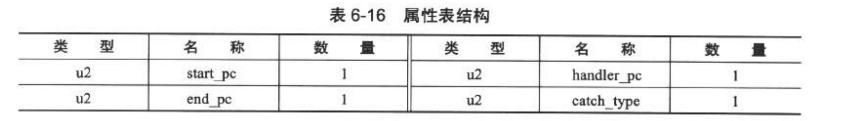 表 6-16 属性表结构
类 型 名 称 数 量 类 型 名 称 数 量
u2 start_pc 1 u2 handler_pc 1
u2 end_pc 1 u2 catch_type 1